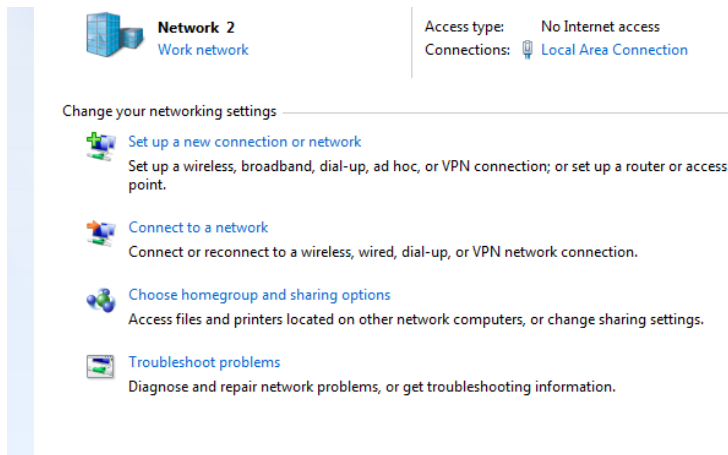 Network 2
Work network
Access type: No Internet access
Connections: Local Area Connection
Change your networking settings
Set up a new connection or network
Set up a wireless, broadband, dial-up, ad hoc, or VPN connection; or set up a router or access
point.
Connect to a network
Connect or reconnect to a wireless, wired, dial-up, or VPN network connection.
Choose homegroup and sharing options
Access files and printers located on other network computers, or change sharing settings.
Troubleshoot problems
Diagnose and repair network problems, or get troubleshooting information.